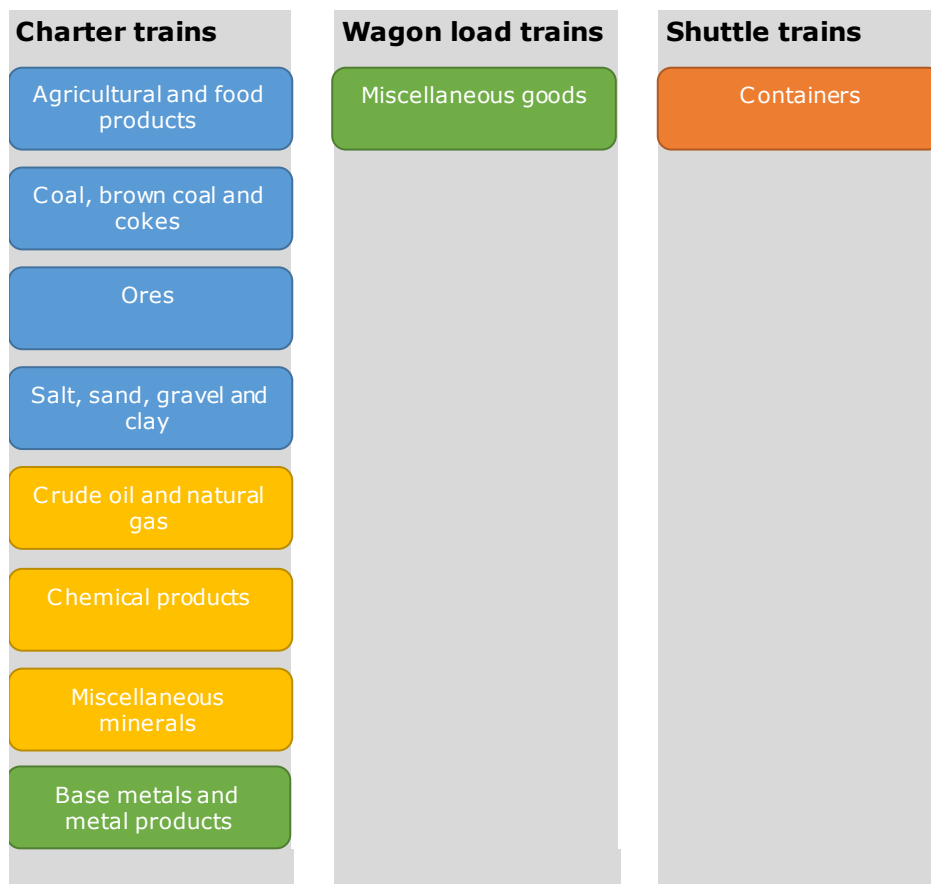 Charter trains
Agricultural and food
products
Coal, brown coal and
cokes
Ores
Salt, sand, gravel and
clay
Crude oil and natural
gas
Chemical products
Miscellaneous
minerals
Base metals and
metal products
Wagon load trains
Miscellaneous goods
Shuttle trains
Containers